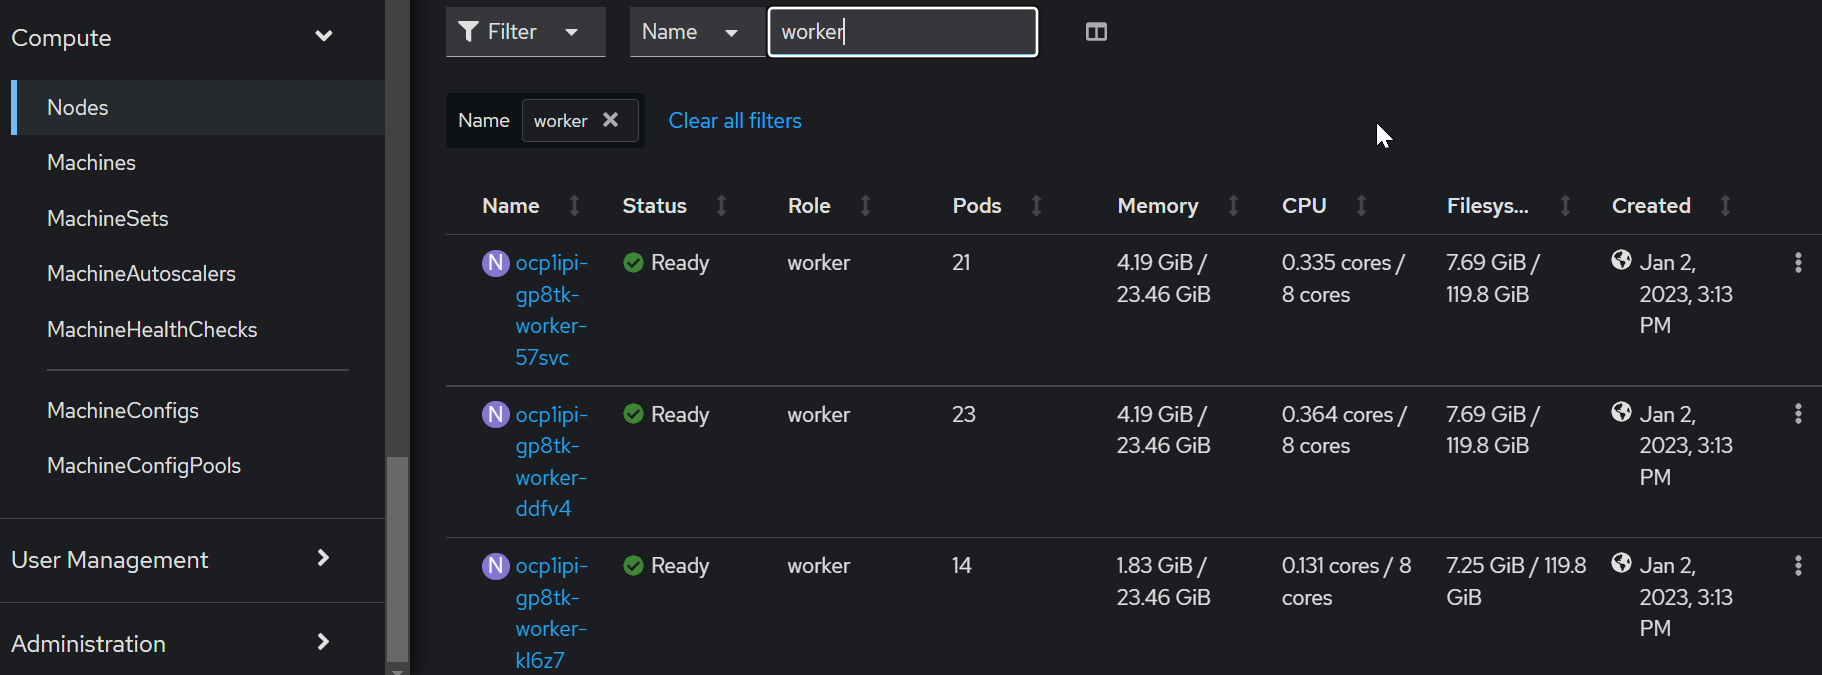 Compute
Nodes
Machines
MachineSets
MachineAutoscalers
MachineHealthChecks
MachineConfigs
MachineConfigPools
User Management
Administration
Filter
Name
worker
Name worker
Clear all filters
Name Status Role Pods Memory CPU Filesys... Created
N ocp1ipi- Ready worker 21 4.19 GiB / 0.335 cores / 7.69 GiB / Jan 2,
gp8tk- 23.46 GiB 8 cores 119.8 GiB 2023, 3:13
worker- PM
57svc
N ocp1ipi- Ready worker 23 4.19 GiB / 0.364 cores / 7.69 GiB / Jan 2,
gp8tk- 23.46 GiB 8 cores 119.8 GiB 2023, 3:13
worker- PM
ddfv4
N ocp1ipi- Ready worker 14 1.83 GiB / 0.131 cores / 8 7.25 GiB / 119.8 Jan 2,
gp8tk- 23.46 GiB cores GiB 2023, 3:13
worker- PM
kl6z7